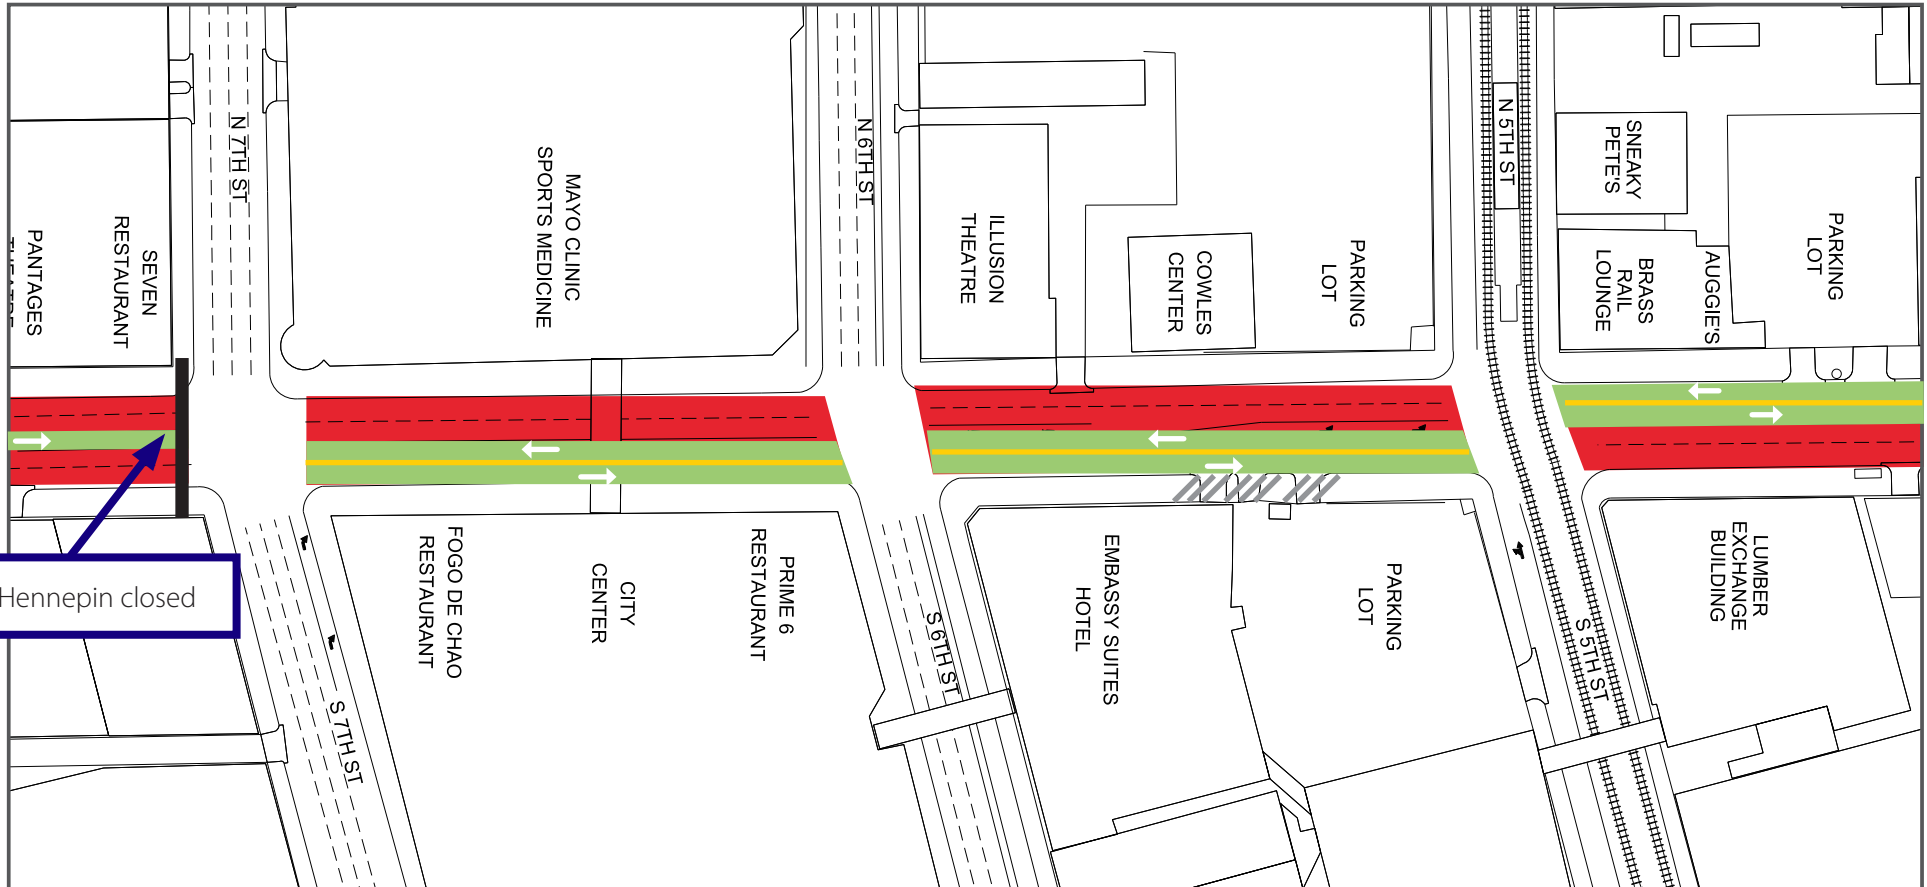 N 7TH ST
N 6TH ST
N 5TH ST
SNEAKY
PETE'S
MAYO CLINIC
SPORTS MEDICINE
SEVEN
RESTAURANT
PANTAGES
ILLUSION
THEATRE
COWLES
CENTER
PARKING
LOT
BRASS
RAIL
LOUNGE
AUGGIE'S
PARKING
LOT
Hennepin closed
FOGO DE CHAO
RESTAURANT
CITY
CENTER
PRIME 6
RESTAURANT
EMBASSY SUITES
HOTEL
PARKING
LOT
LUMBER
EXCHANGE
BUILDING
S 7TH ST
S 6TH ST
S 5TH ST